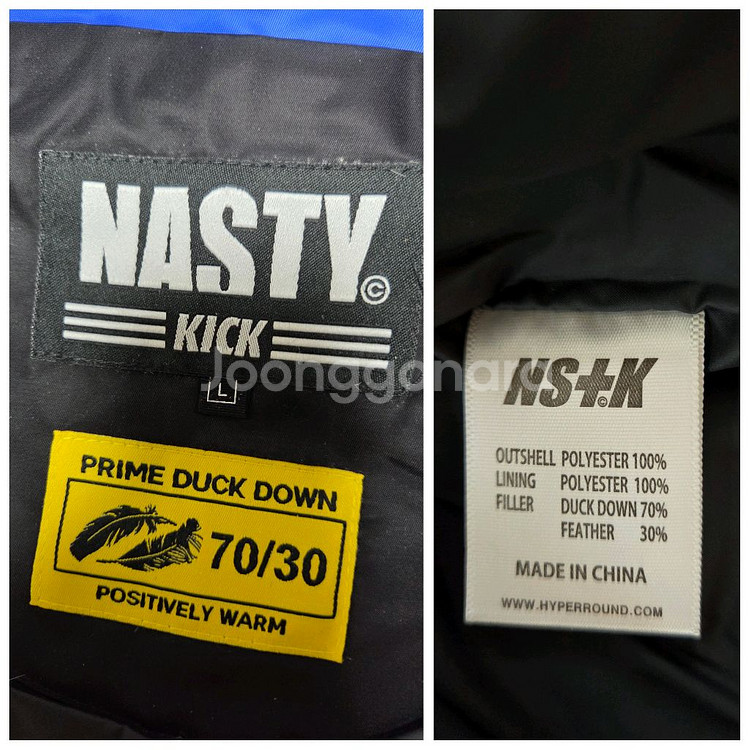 NASTY
©
KICK
L
PRIME DUCK DOWN
70/30
POSITIVELY WARM
Joonggonara
NS+.K
©
OUTSHELL POLYESTER 100%
LINING POLYESTER 100%
FILLER DUCK DOWN 70%
FEATHER 30%
MADE IN CHINA
WWW.HYPERROUND.COM